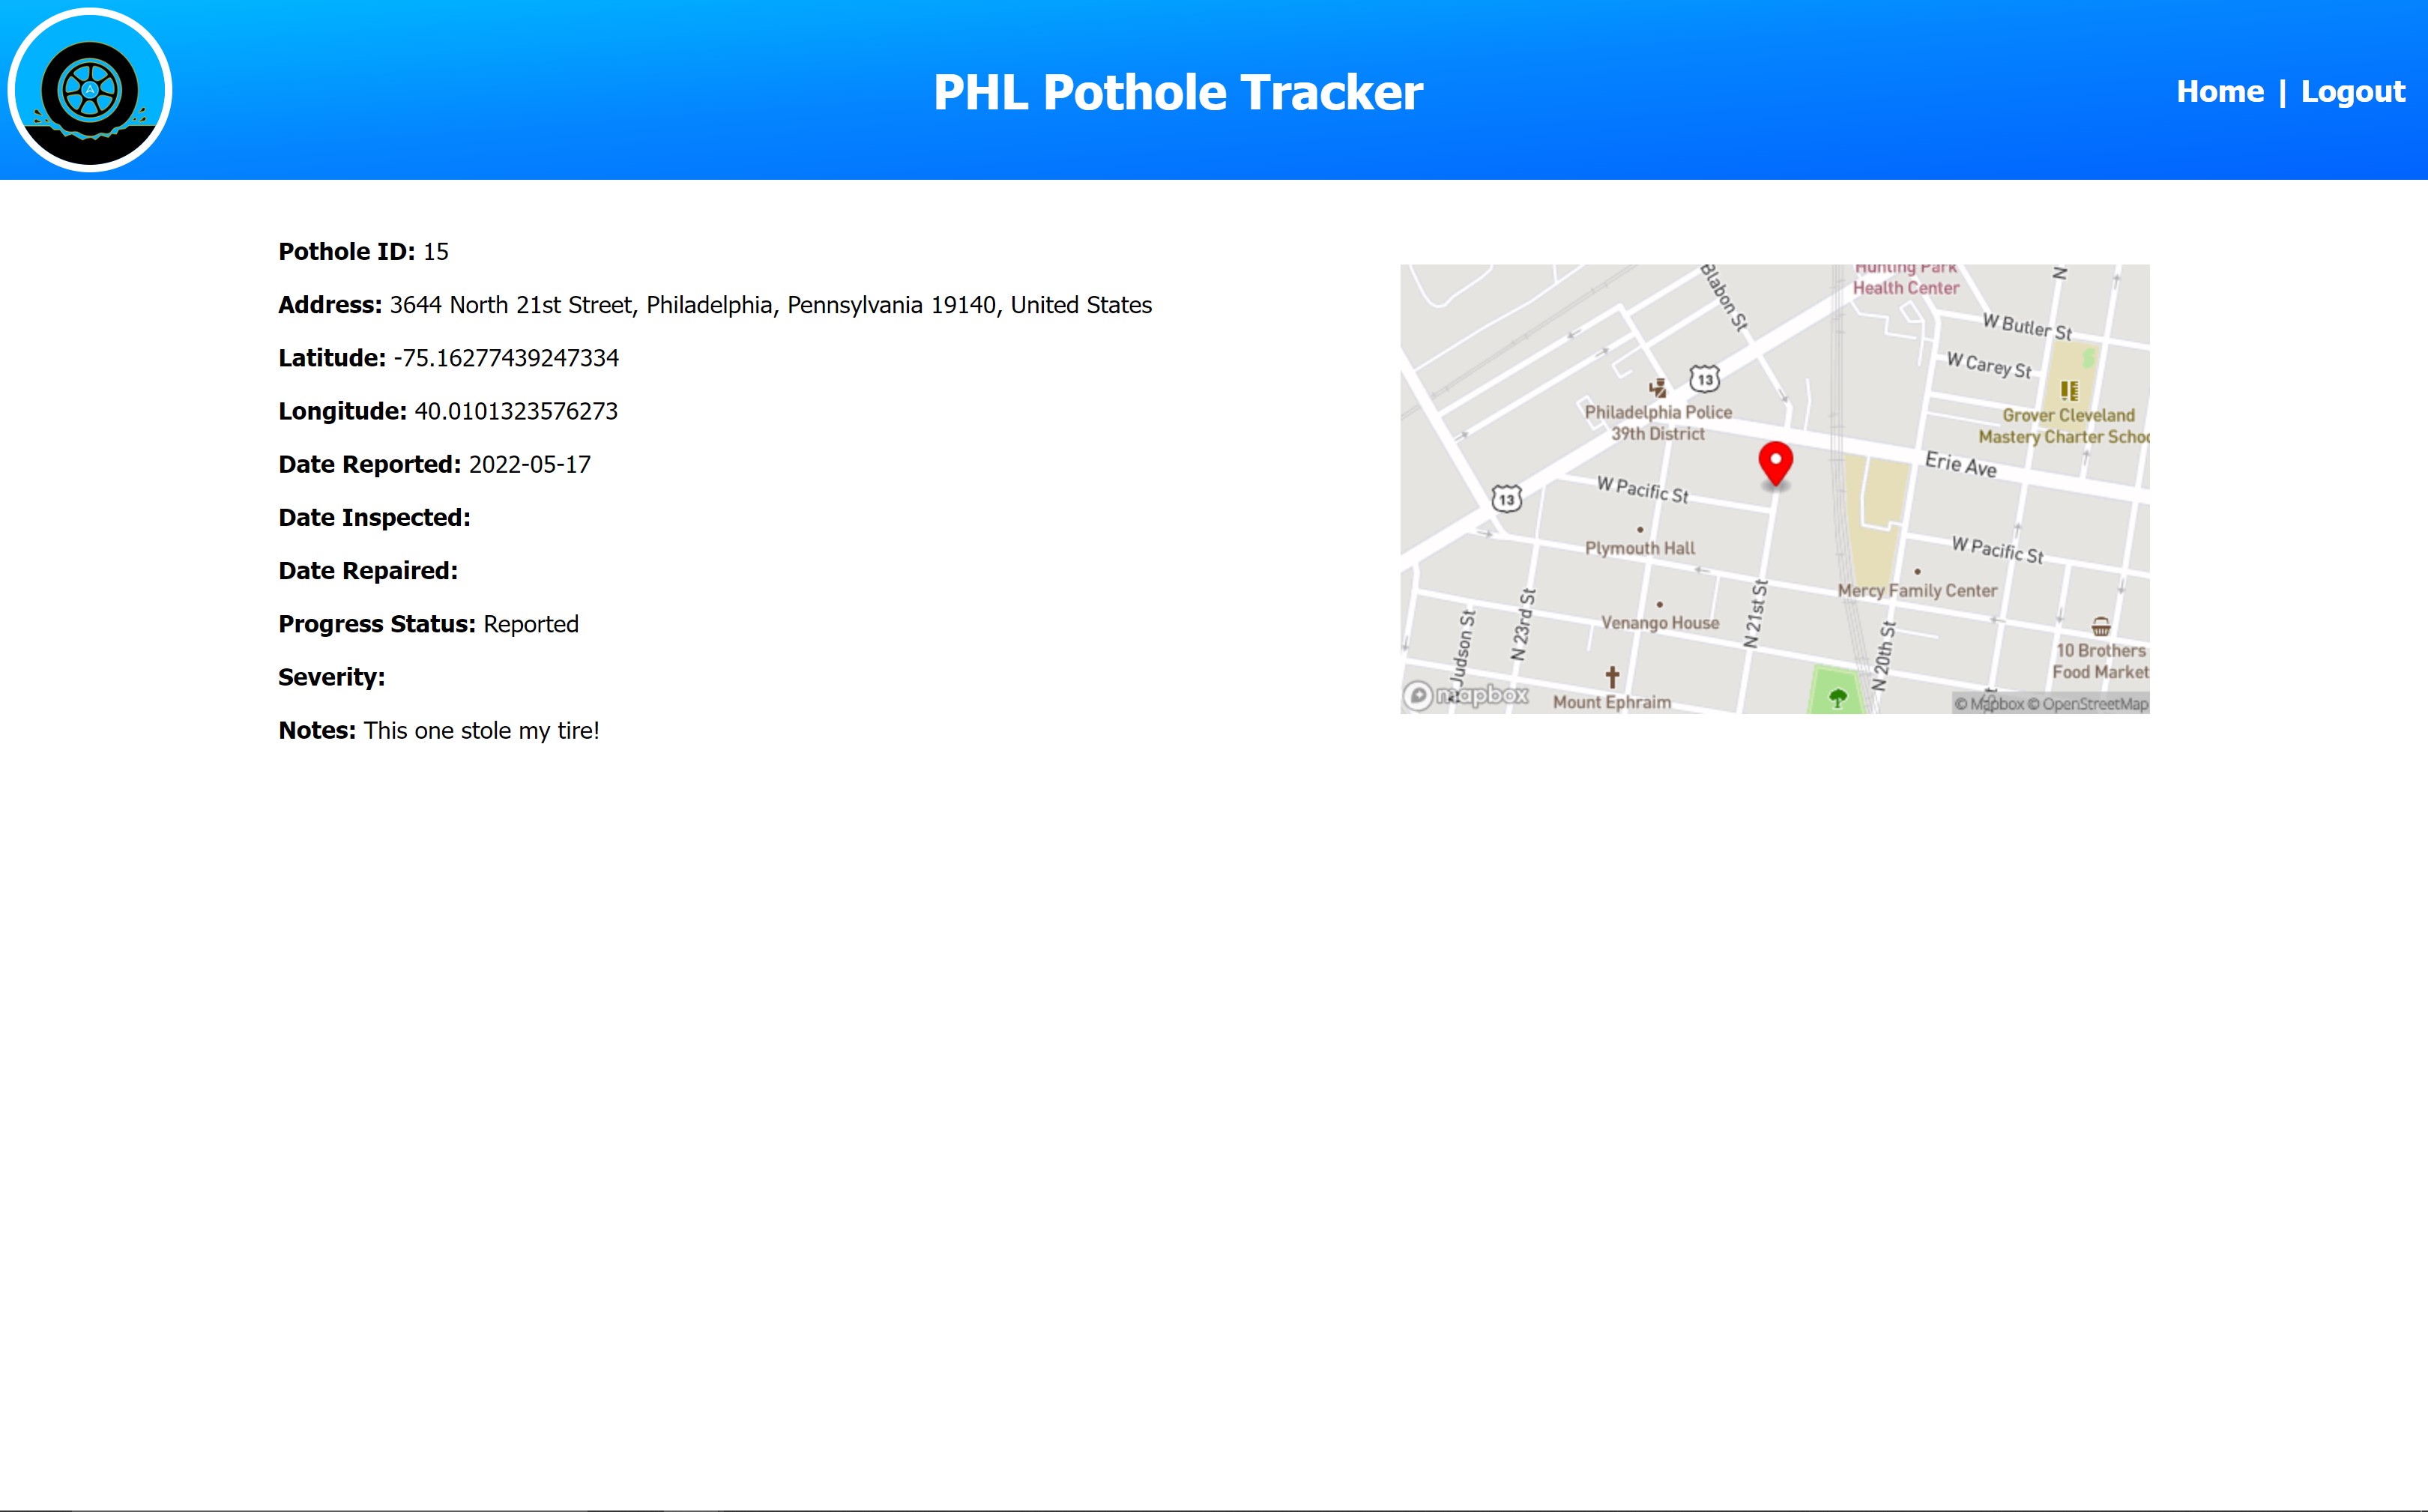 PHL Pothole Tracker
Home | Logout
Pothole ID: 15
Address: 3644 North 21st Street, Philadelphia, Pennsylvania 19140, United States
Latitude: -75.16277439247334
Longitude: 40.0101323576273
Date Reported: 2022-05-17
Date Inspected:
Date Repaired:
Progress Status: Reported
Severity:
Notes: This one stole my tire!
Hunting Park
Health Center
Blabon St
N
W Butler St
W Carey St
13
Philadelphia Police
39th District
Grover Cleveland
Mastery Charter Schoo
Erie Ave
W Pacific St
13
Plymouth Hall
W Pacific St
Mercy Family Center
Venango House
N 21st St
N 23rd St
Judson St
N 20th St
10 Brothers
Food Market
Mount Ephraim
mapbox
© Mapbox © OpenStreetMap